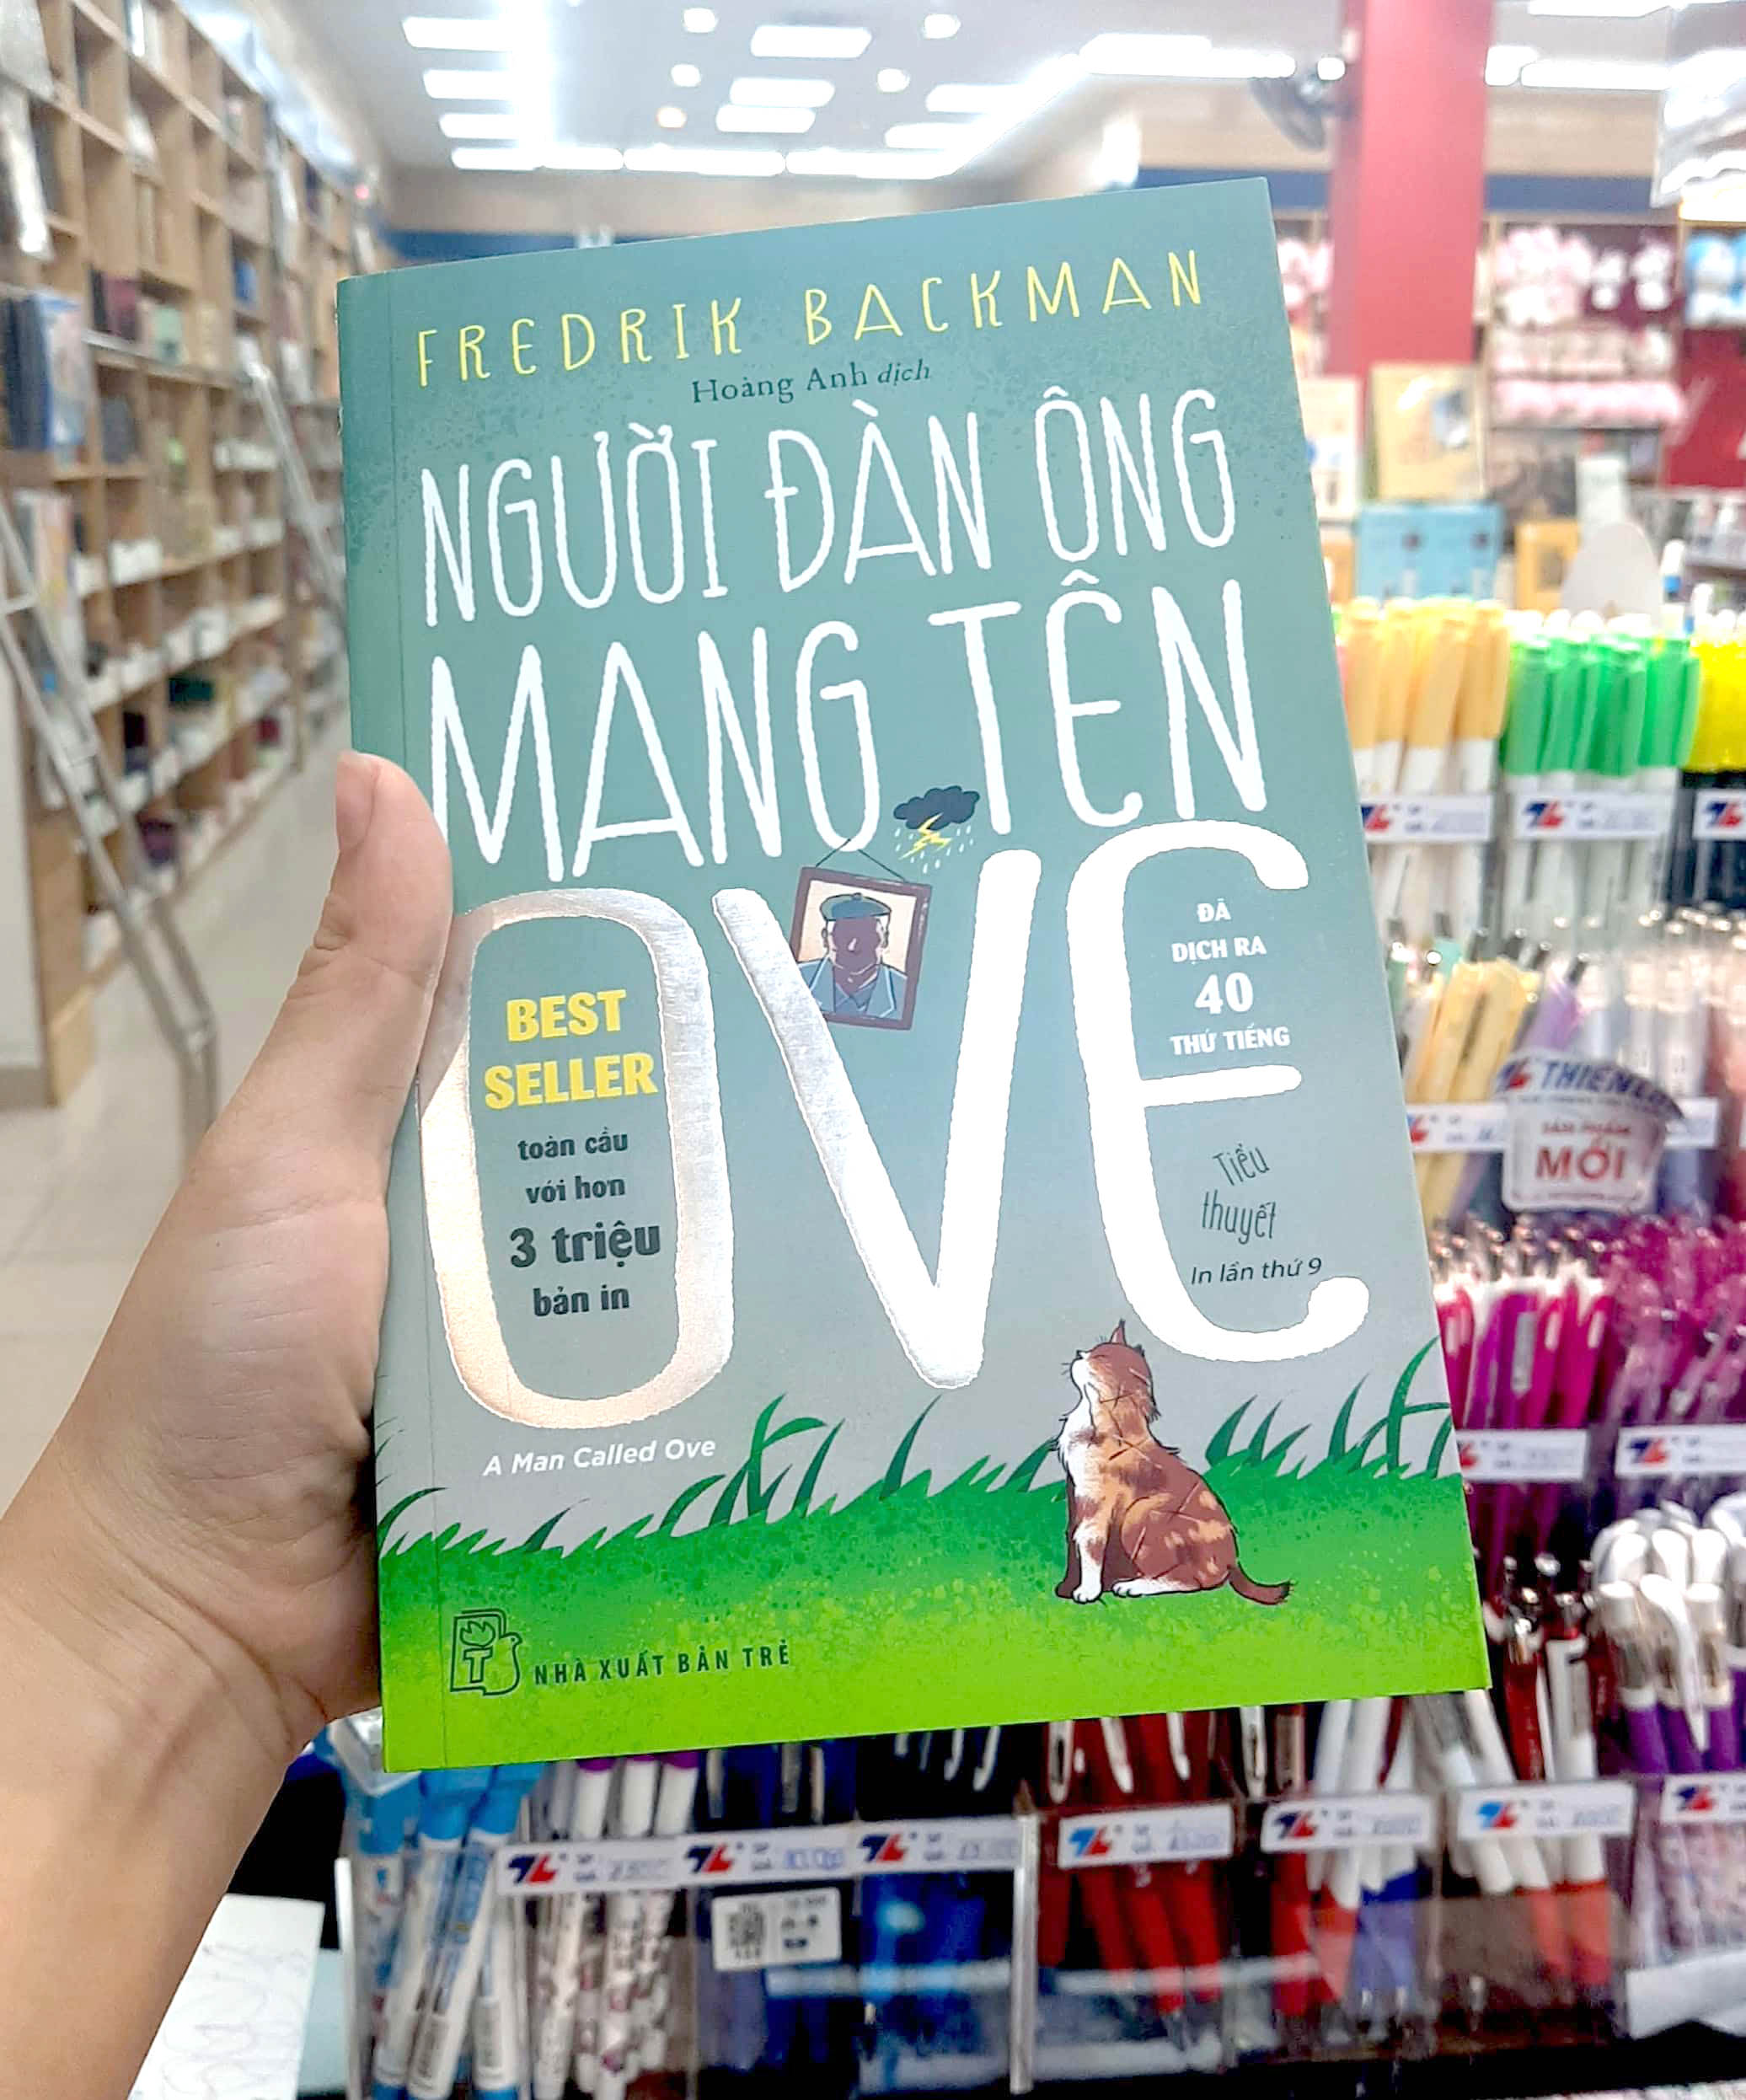 FREDRIK BACKMAN
Hoàng Anh dịch
NGƯỜI ĐÀN ÔNG
MANG TÊN
OVE
BEST
SELLER
toàn cầu
với hơn
3 triệu
bản in
ĐÃ
DỊCH RA
40
THỨ TIẾNG
Tiểu
thuyết
In lần thứ 9
A Man Called Ove
NHÀ XUẤT BẢN TRẺ
SẢN PHẨM
MỚI